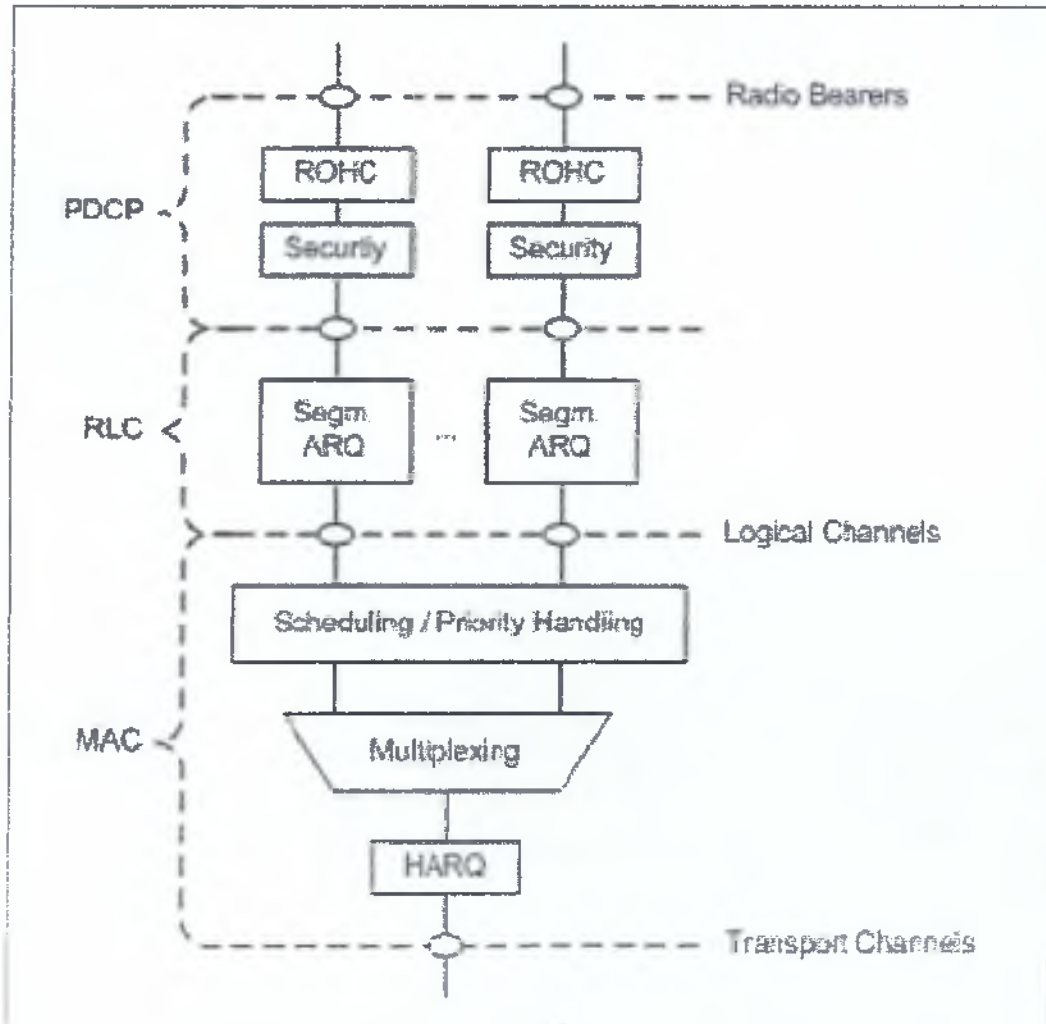 Radio Bearers
ROHC
ROHC
PDCP
Securtiy
Security
RLC
Segm.
ARQ
...
Segm.
ARQ
Logical Channels
Scheduling / Priority Handling
MAC
Multiplexing
HARQ
Transport Channels